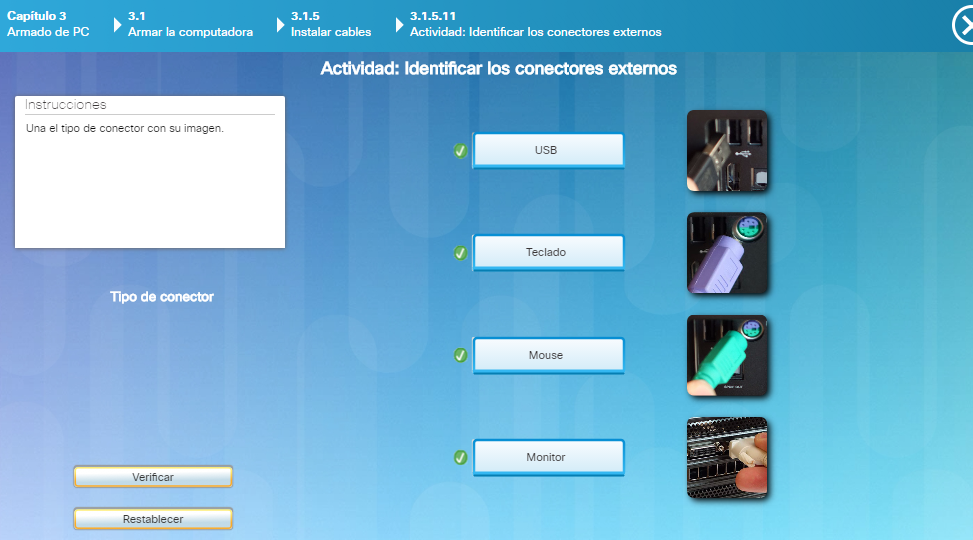 Capítulo 3
Armado de PC
3.1
Armar la computadora
3.1.5
Instalar cables
3.1.5.11
Actividad: Identificar los conectores externos
Actividad: Identificar los conectores externos
Instrucciones
Una el tipo de conector con su imagen.
USB
Teclado
Tipo de conector
Mouse
Monitor
Verificar
Restablecer